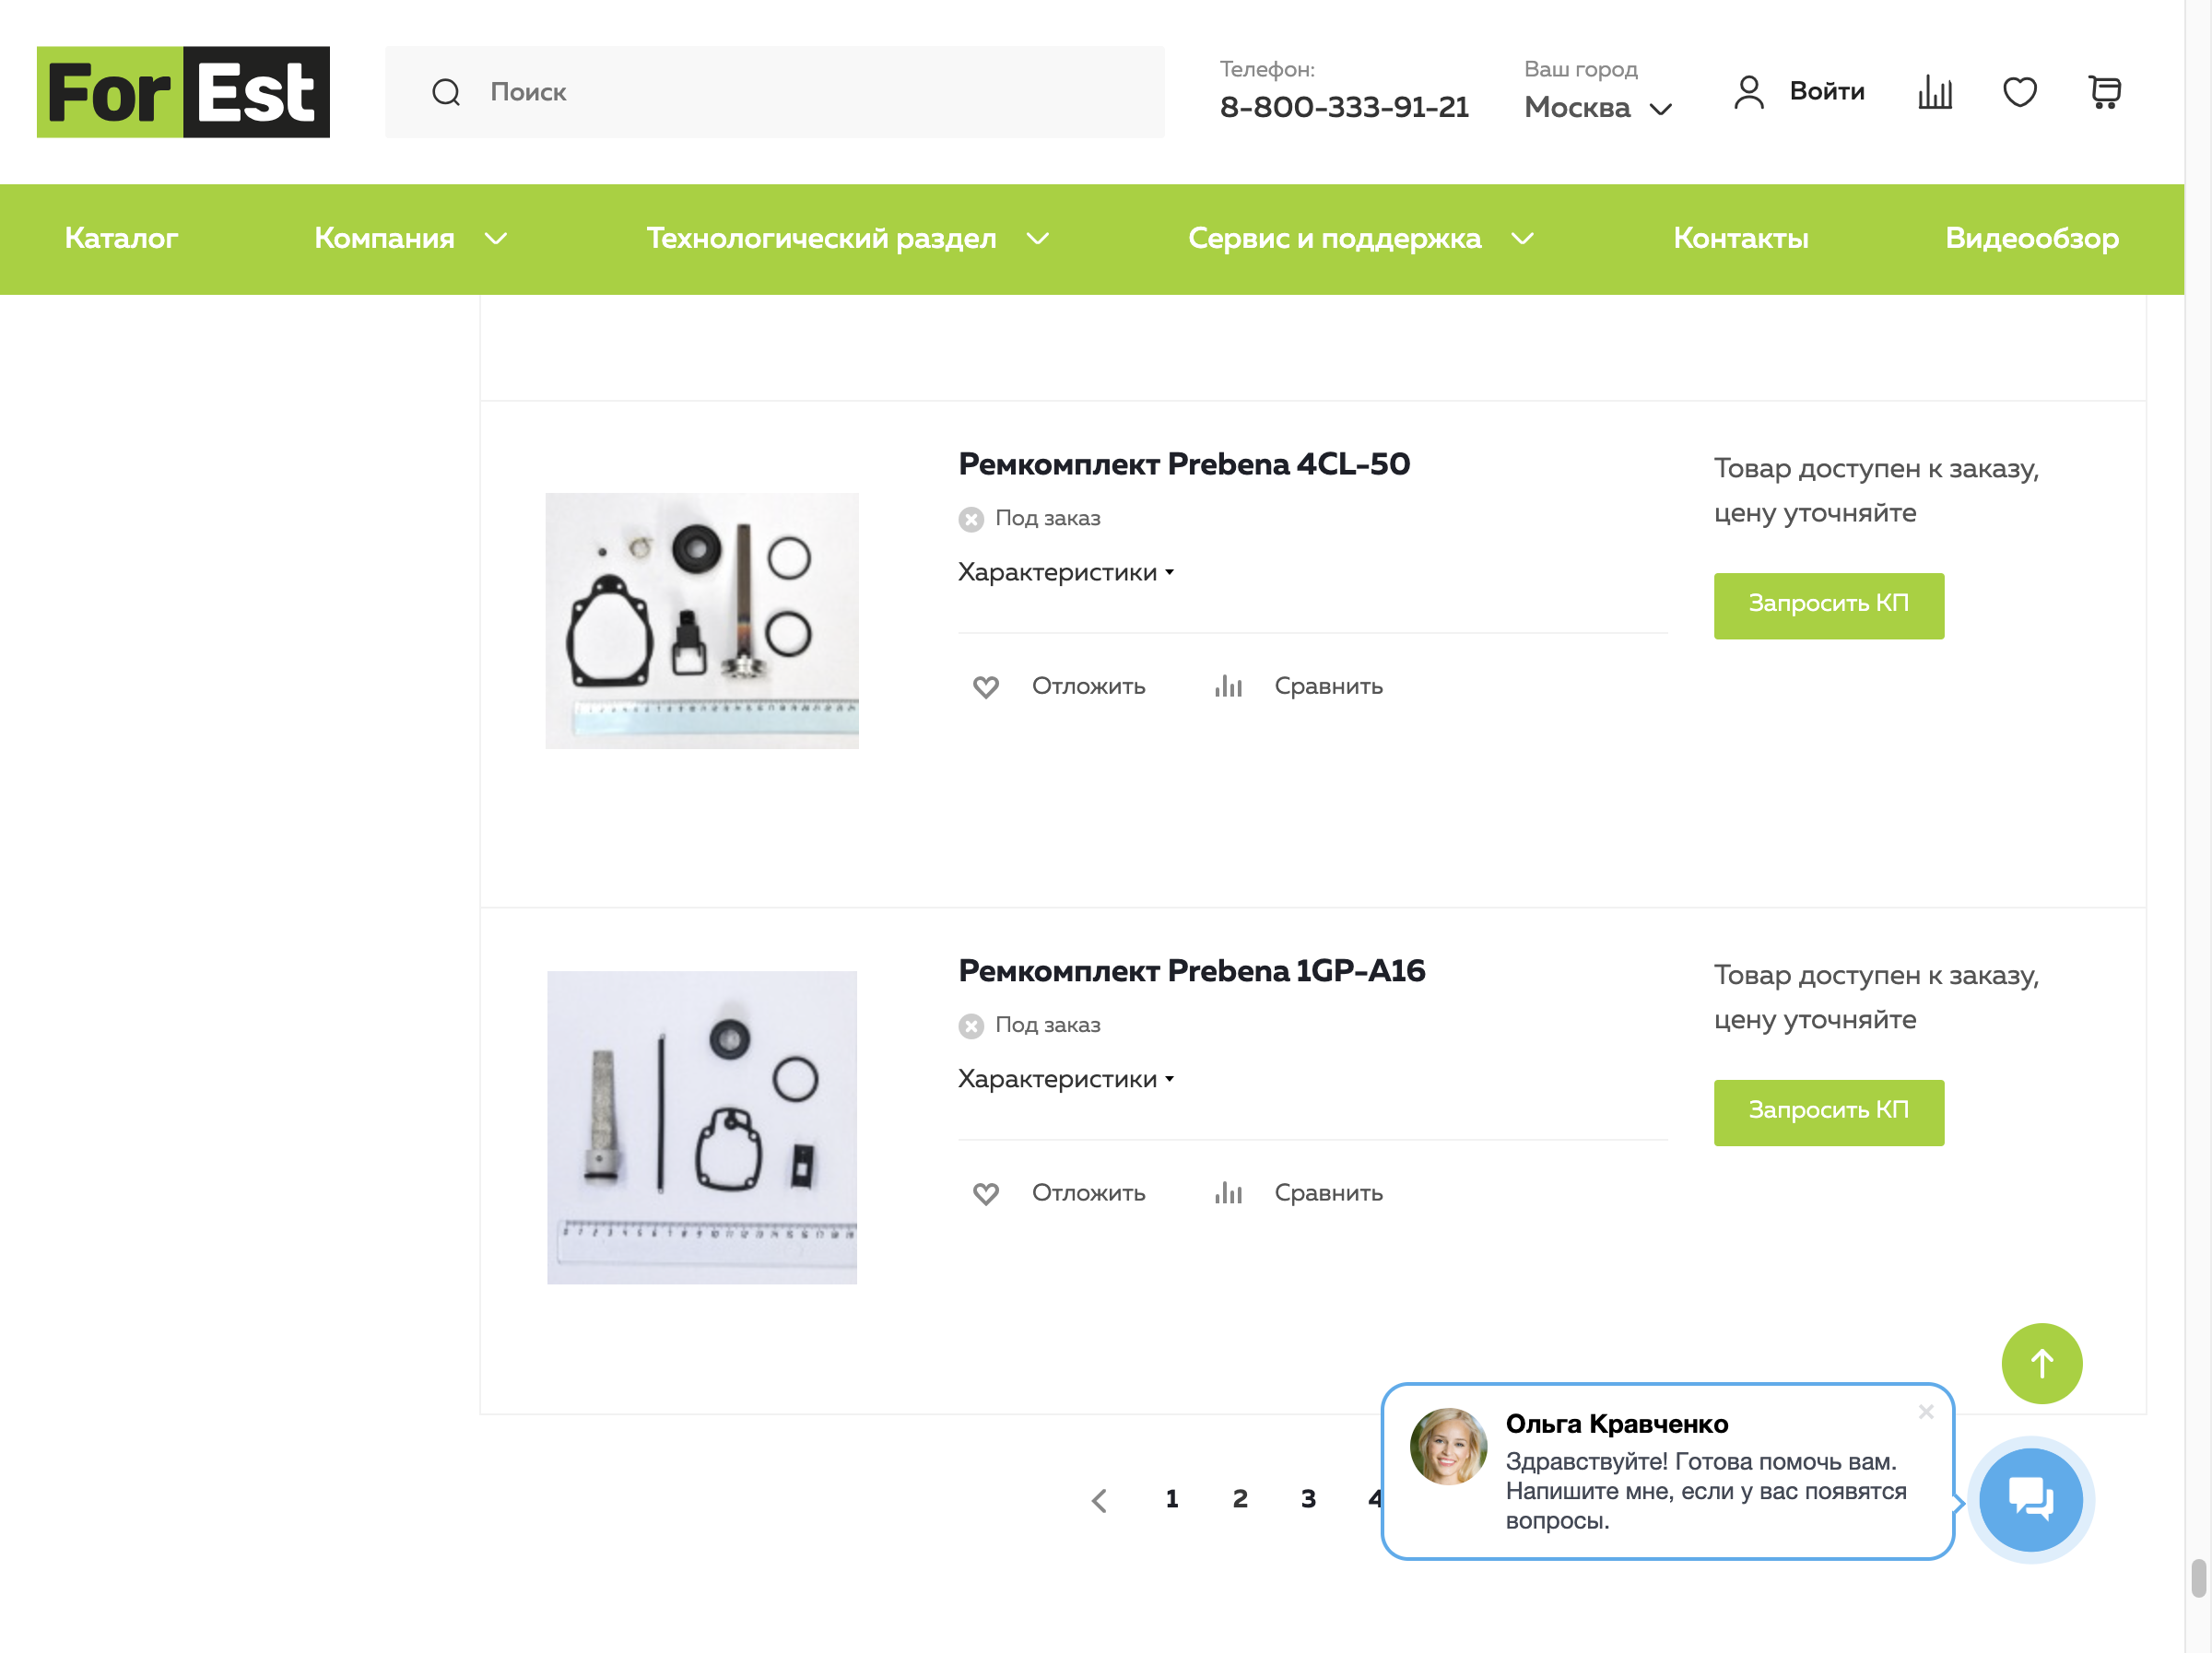 ForEst
Поиск
Телефон:
8-800-333-91-21
Ваш город
Москва
Войти
Каталог
Компания
Технологический раздел
Сервис и поддержка
Контакты
Видеообзор
Ремкомплект Prebena 4CL-50
Под заказ
Характеристики
Отложить
Сравнить
Товар доступен к заказу,
цену уточняйте
Запросить КП
Ремкомплект Prebena 1GP-A16
Под заказ
Характеристики
Отложить
Сравнить
Товар доступен к заказу,
цену уточняйте
Запросить КП
1 2 3 4
Ольга Кравченко
Здравствуйте! Готова помочь вам.
Напишите мне, если у вас появятся
вопросы.